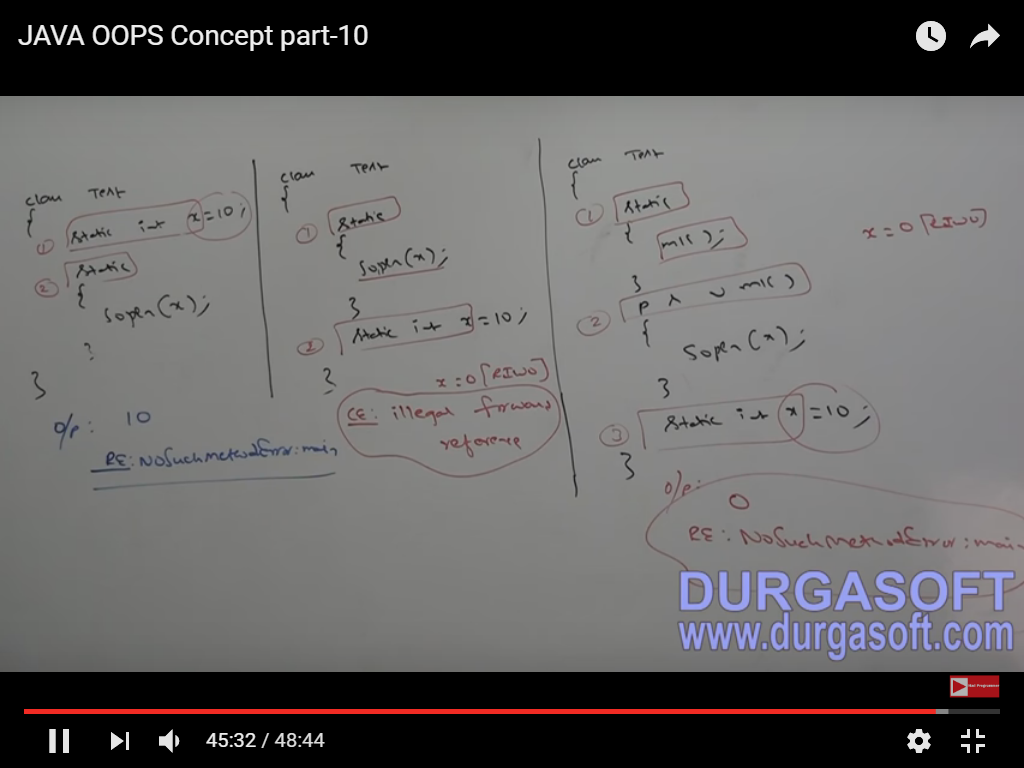 JAVA OOPS Concept part-10
class Test
{
① static int x=10;
② static
{
sopln(x);
}
}
o/p: 10
RE: NoSuchMethodError: main
class Test
{
① static
{
sopln(x);
}
② static int x=10;
}
x=0[RIWO]
CE: illegal forward
reference
class Test
{
① static
{
m1();
}
② p s v m1()
{
sopln(x);
}
③ static int x=10;
}
x=0[RIWO]
o/p:
0
RE: NoSuchMethodError: main
DURGASOFT
www.durgasoft.com
45:32 / 48:44